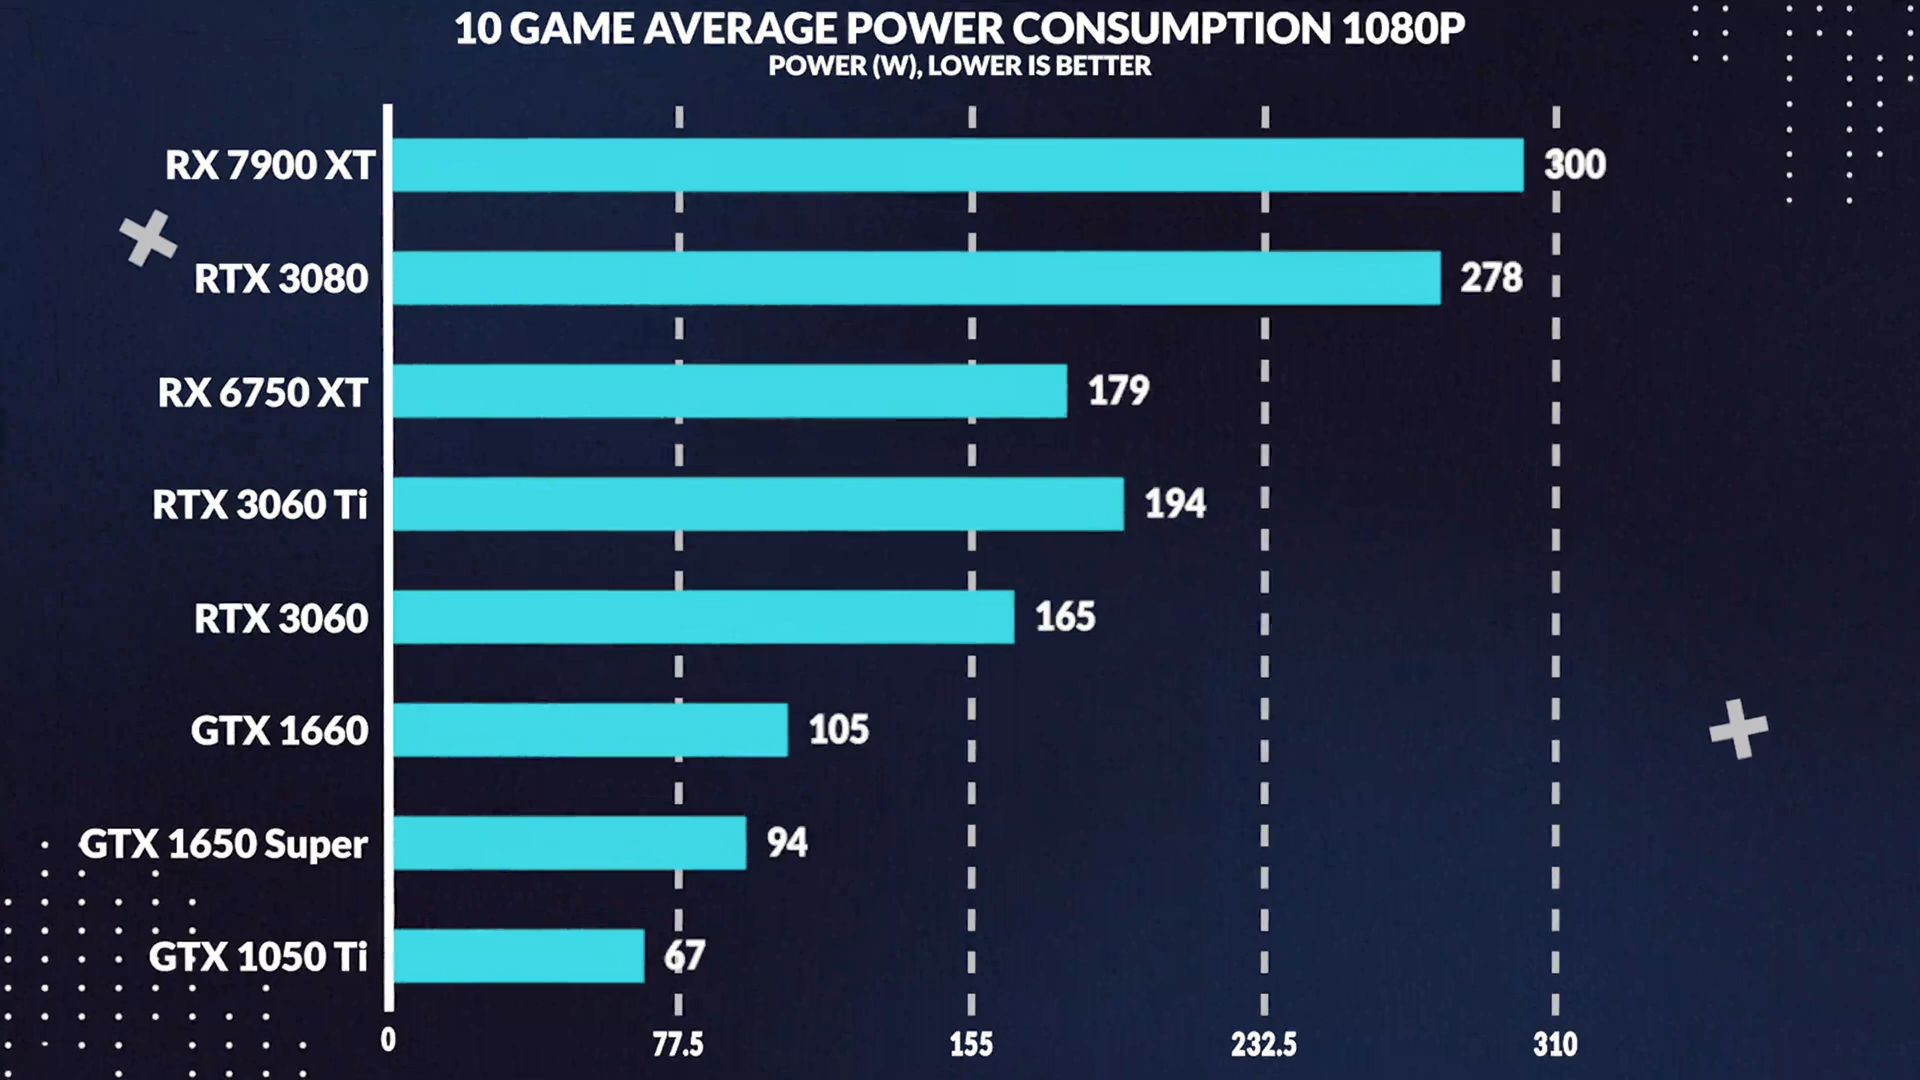 10 GAME AVERAGE POWER CONSUMPTION 1080P
POWER (W), LOWER IS BETTER
RX 7900 XT 300
RTX 3080 278
RX 6750 XT 179
RTX 3060 Ti 194
RTX 3060 165
GTX 1660 105
GTX 1650 Super 94
GTX 1050 Ti 67
0 77.5 155 232.5 310